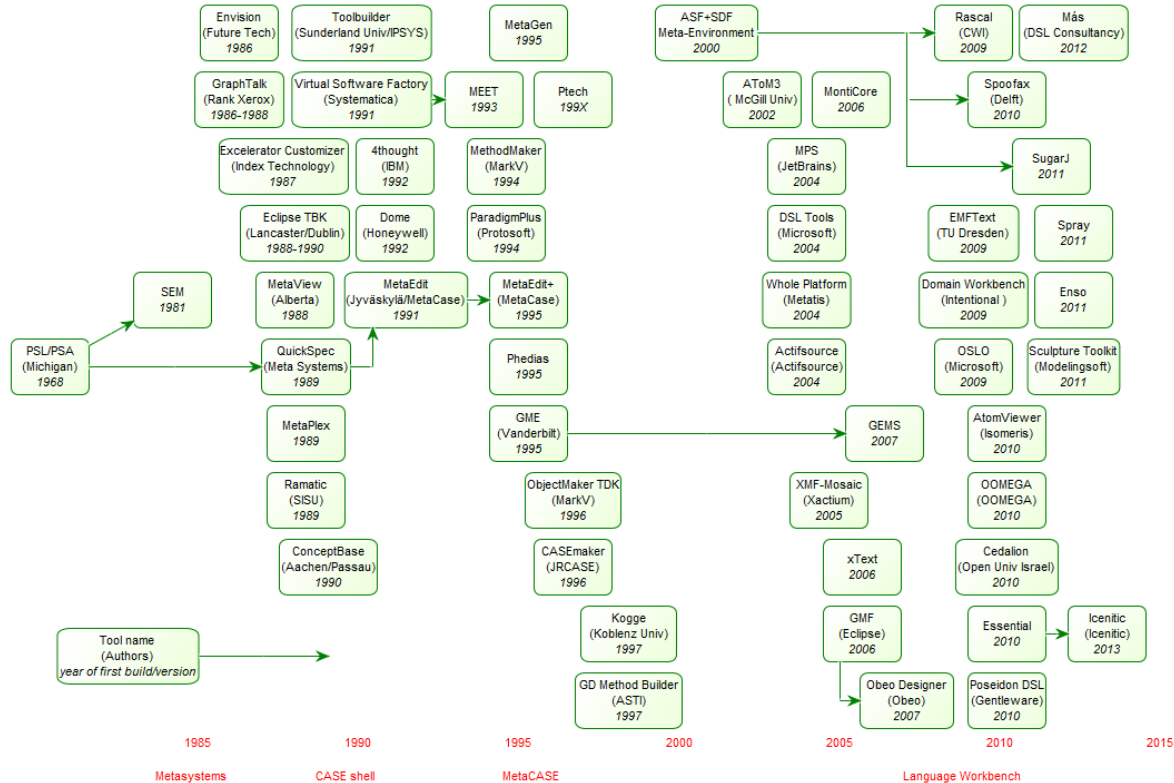 Envision
(Future Tech)
1986
Toolbuilder
(Sunderland Univ/IPSYS)
1991
MetaGen
1995
ASF+SDF
Meta-Environment
2000
Rascal
(CWI)
2009
Más
(DSL Consultancy)
2012
GraphTalk
(Rank Xerox)
1986-1988
Virtual Software Factory
(Systematica)
1991
MEET
1993
Ptech
199X
AToM3
( McGill Univ)
2002
MontiCore
2006
Spoofax
(Delft)
2010
Excelerator Customizer
(Index Technology)
1987
4thought
(IBM)
1992
MethodMaker
(MarkV)
1994
MPS
(JetBrains)
2004
SugarJ
2011
Eclipse TBK
(Lancaster/Dublin)
1988-1990
Dome
(Honeywell)
1992
ParadigmPlus
(Protosoft)
1994
DSL Tools
(Microsoft)
2004
EMFText
(TU Dresden)
2009
Spray
2011
SEM
1981
MetaView
(Alberta)
1988
MetaEdit
(Jyväskylä/MetaCase)
1991
MetaEdit+
(MetaCase)
1995
Whole Platform
(Metatis)
2004
Domain Workbench
(Intentional )
2009
Enso
2011
PSL/PSA
(Michigan)
1968
QuickSpec
(Meta Systems)
1989
Phedias
1995
Actifsource
(Actifsource)
2004
OSLO
(Microsoft)
2009
Sculpture Toolkit
(Modelingsoft)
2011
MetaPlex
1989
GME
(Vanderbilt)
1995
GEMS
2007
AtomViewer
(Isomeris)
2010
Ramatic
(SISU)
1989
ObjectMaker TDK
(MarkV)
1996
XMF-Mosaic
(Xactium)
2005
OOMEGA
(OOMEGA)
2010
ConceptBase
(Aachen/Passau)
1990
CASEmaker
(JRCASE)
1996
xText
2006
Cedalion
(Open Univ Israel)
2010
Tool name
(Authors)
year of first build/version
Kogge
(Koblenz Univ)
1997
GMF
(Eclipse)
2006
Essential
2010
Icenitic
(Icenitic)
2013
GD Method Builder
(ASTI)
1997
Obeo Designer
(Obeo)
2007
Poseidon DSL
(Gentleware)
2010
1985 1990 1995 2000 2005 2010 2015
Metasystems CASE shell MetaCASE Language Workbench